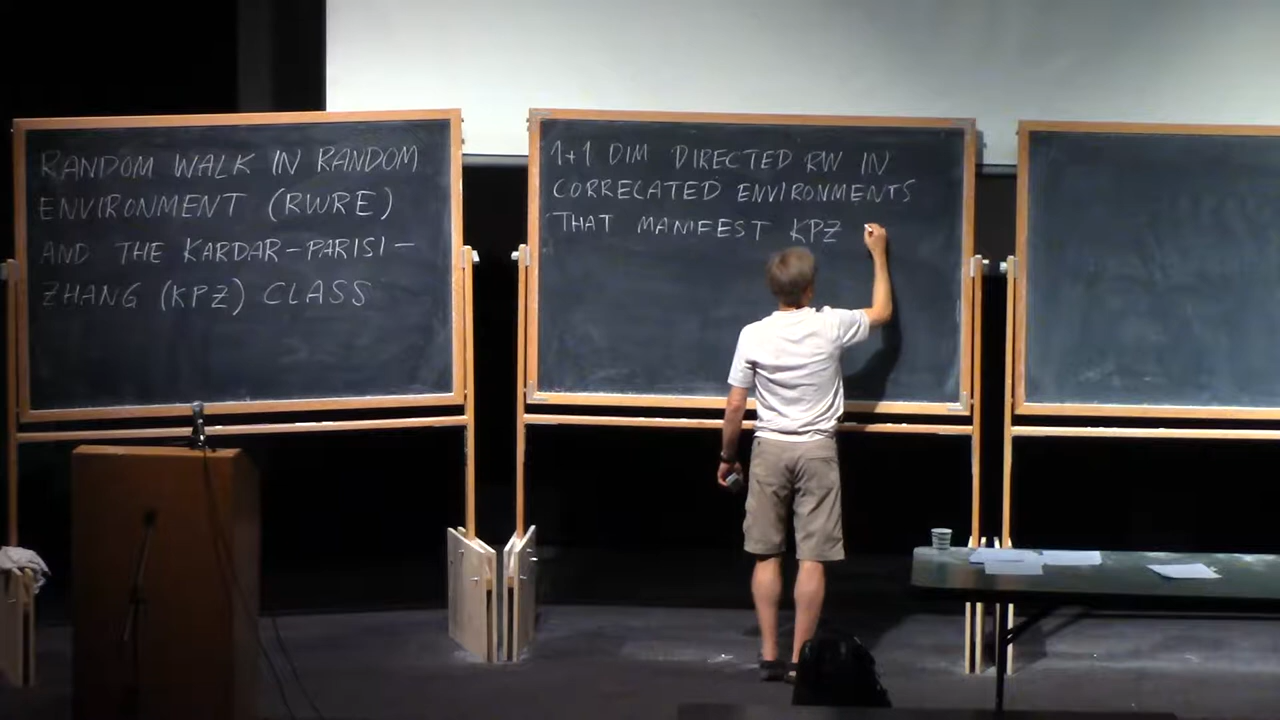 RANDOM WALK IN RANDOM
ENVIRONMENT (RWRE)
AND THE KARDAR-PARISI-
ZHANG (KPZ) CLASS
1+1 DIM DIRECTED RW IN
CORRELATED ENVIRONMENTS
THAT MANIFEST KPZ